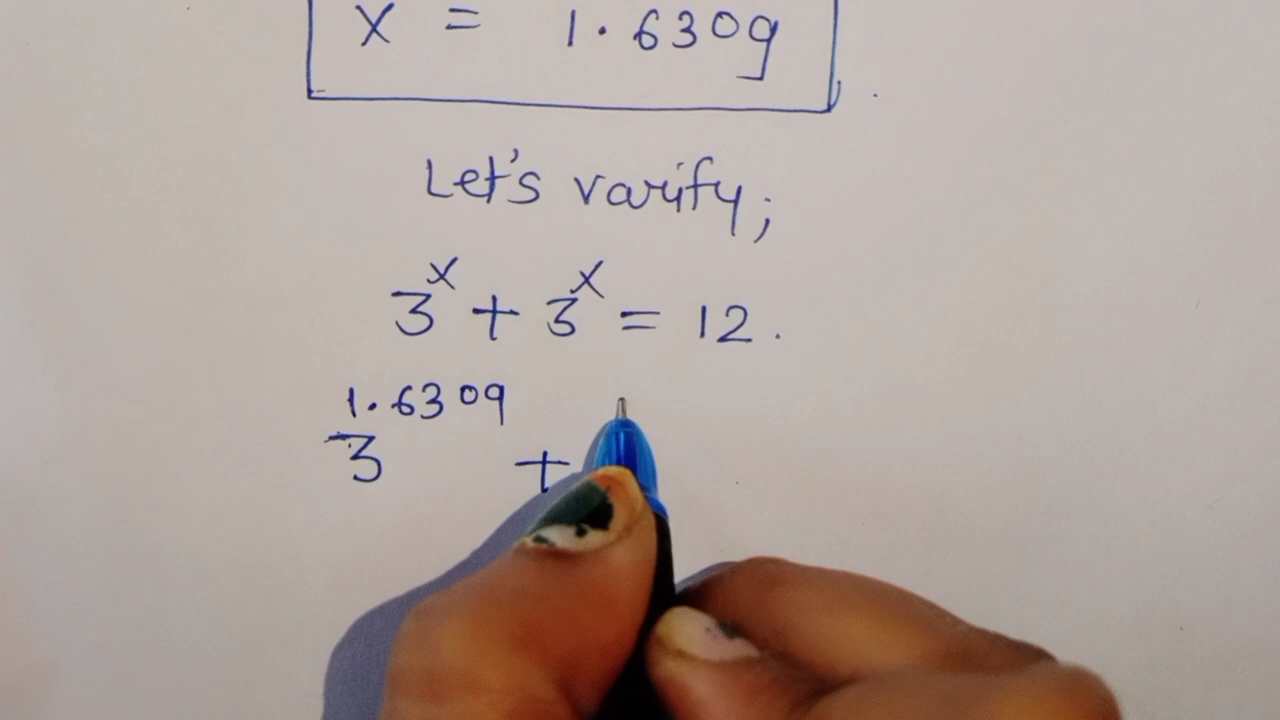 x = 1.6309
Let's varify;
3^x + 3^x = 12.
3^1.6309 +